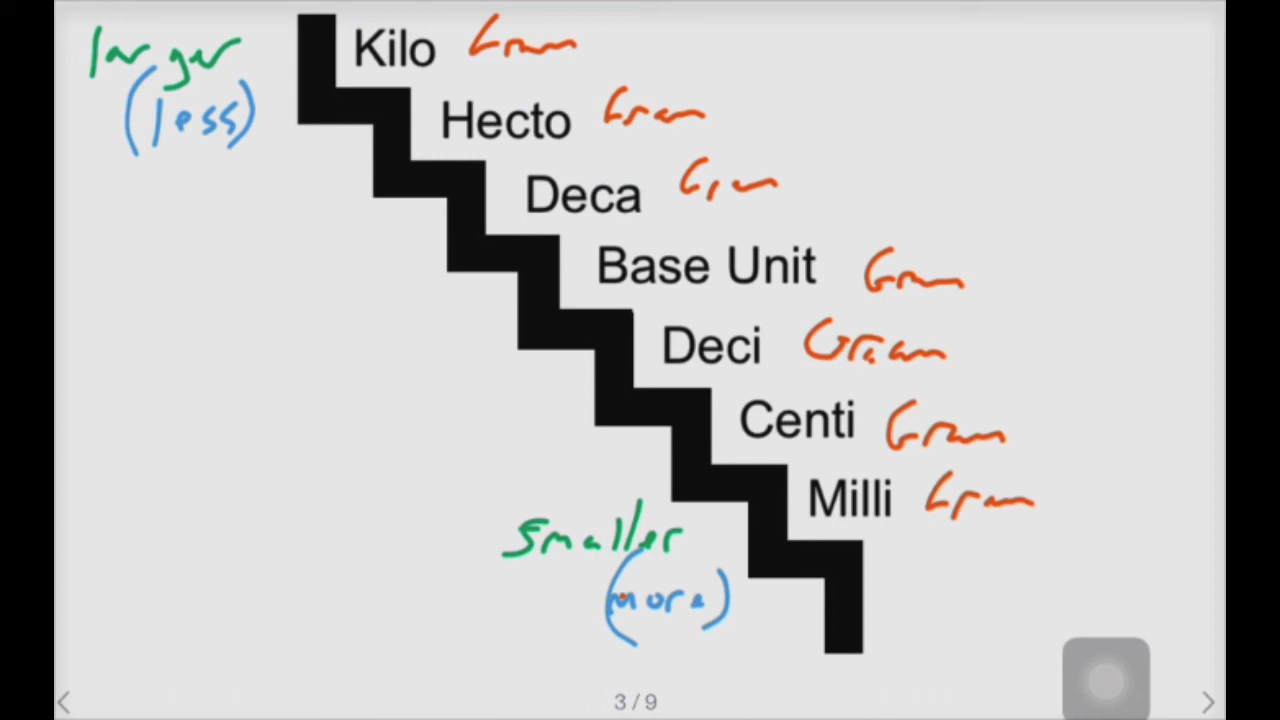 larger
(less)
Kilo Gram
Hecto Gram
Deca Gram
Base Unit Gram
Deci Gram
Centi Gram
Milli Gram
smaller
(more)
3 / 9